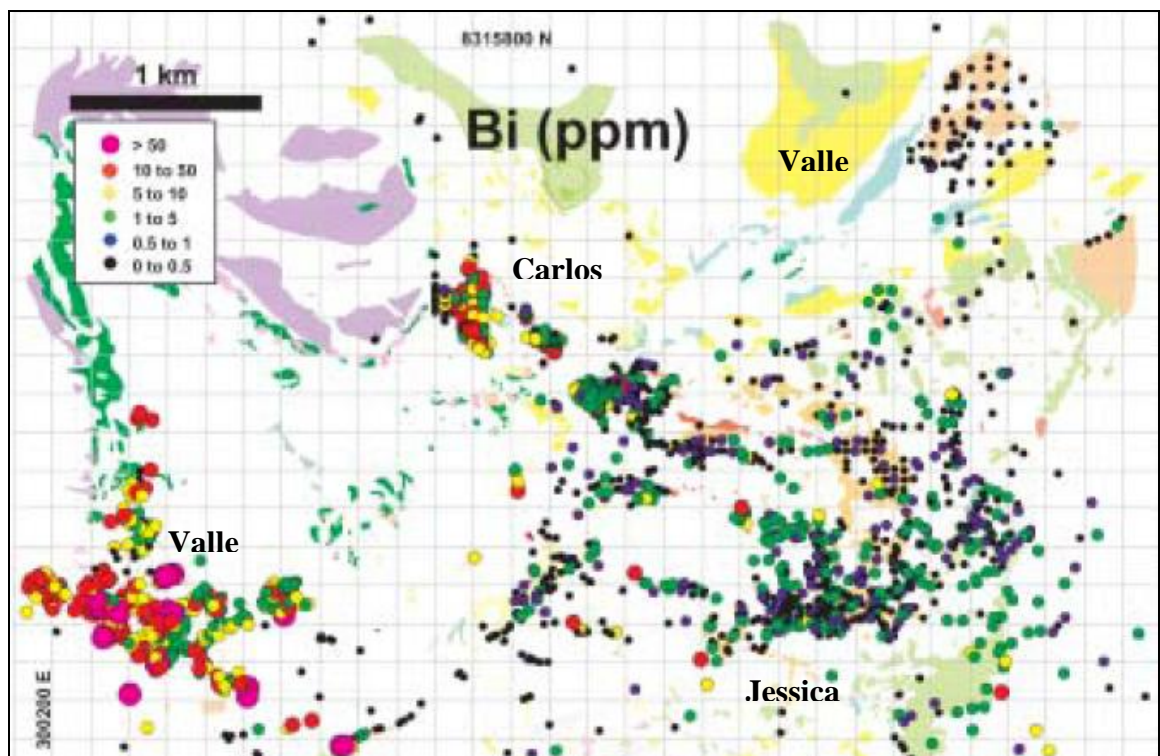 8315800 N
1 km
Bi (ppm)
> 50
10 to 50
5 to 10
1 to 5
0.5 to 1
0 to 0.5
Valle
Carlos
Valle
Jessica
300200 E